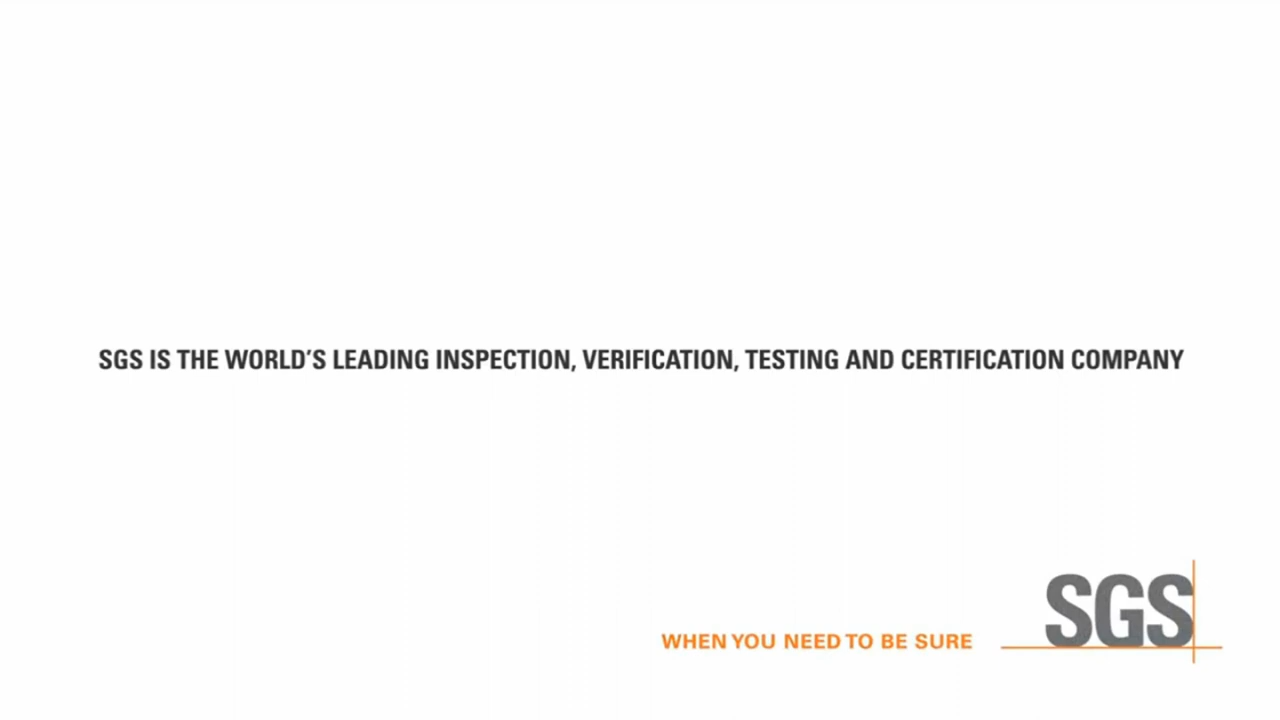 SGS IS THE WORLD'S LEADING INSPECTION, VERIFICATION, TESTING AND CERTIFICATION COMPANY
WHEN YOU NEED TO BE SURE
SGS